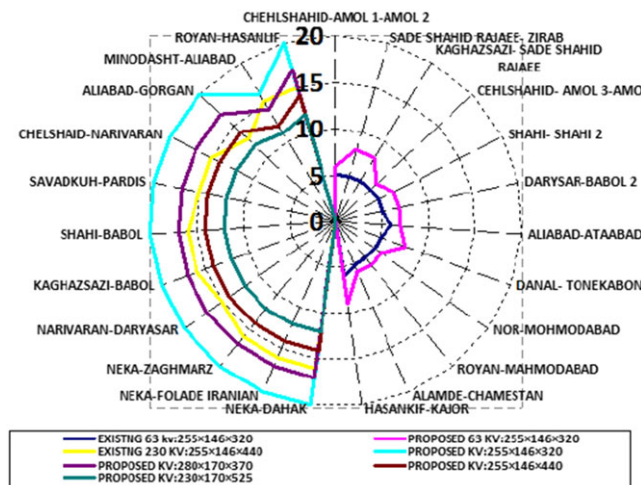 CHEHLSHAHID-AMOL 1-AMOL 2
SADE SHAHID RAJAEE- ZIRAB
KAGHAZSAZI- SADE SHAHID
RAJAEE
CEHLSHAHID- AMOL 3-AMO
SHAHI- SHAHI 2
DARYSAR-BABOL 2
ALIABAD-ATAABAD
DANAL- TONEKABON
NOR-MOHMODABAD
ROYAN-MAHMODABAD
ALAMDE-CHAMESTAN
HASANKIF-KAJOR
NEKA-DAHAK
NEKA-FOLADE IRANIAN
NEKA-ZAGHMARZ
NARIVARAN-DARYASAR
KAGHAZSAZI-BABOL
SHAHI-BABOL
SAVADKUH-PARDIS
CHELSHAID-NARIVARAN
ALIABAD-GORGAN
MINODASHT-ALIABAD
ROYAN-HASANLIF
20
15
10
5
0
EXISTNG 63 kv:255×146×320
PROPOSED 63 KV:255×146×320
EXISTING 230 KV:255×146×440
PROPOSED KV:255×146×320
PROPOSED KV:280×170×370
PROPOSED KV:255×146×440
PROPOSED KV:230×170×525